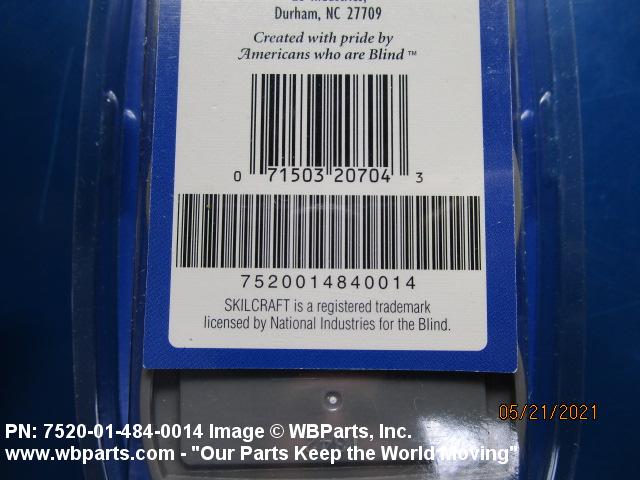 Industries,
Durham, NC 27709
Created with pride by
Americans who are Blind™
0 71503 20704 3
7520014840014
SKILCRAFT is a registered trademark
licensed by National Industries for the Blind.
05/21/2021
PN: 7520-01-484-0014 Image © WBParts, Inc.
www.wbparts.com - "Our Parts Keep the World Moving"